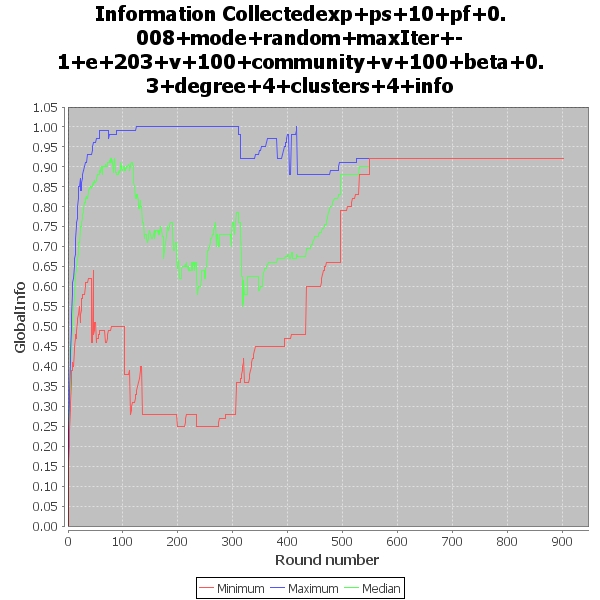 Information Collectedexp+ps+10+pf+0.
008+mode+random+maxIter+-
1+e+203+v+100+community+v+100+beta+0.
3+degree+4+clusters+4+info
1.05
1.00
0.95
0.90
0.85
0.80
0.75
0.70
0.65
0.60
0.55
0.50
0.45
0.40
0.35
0.30
0.25
0.20
0.15
0.10
0.05
0.00
GlobalInfo
0 100 200 300 400 500 600 700 800 900
Round number
Minimum Maximum Median